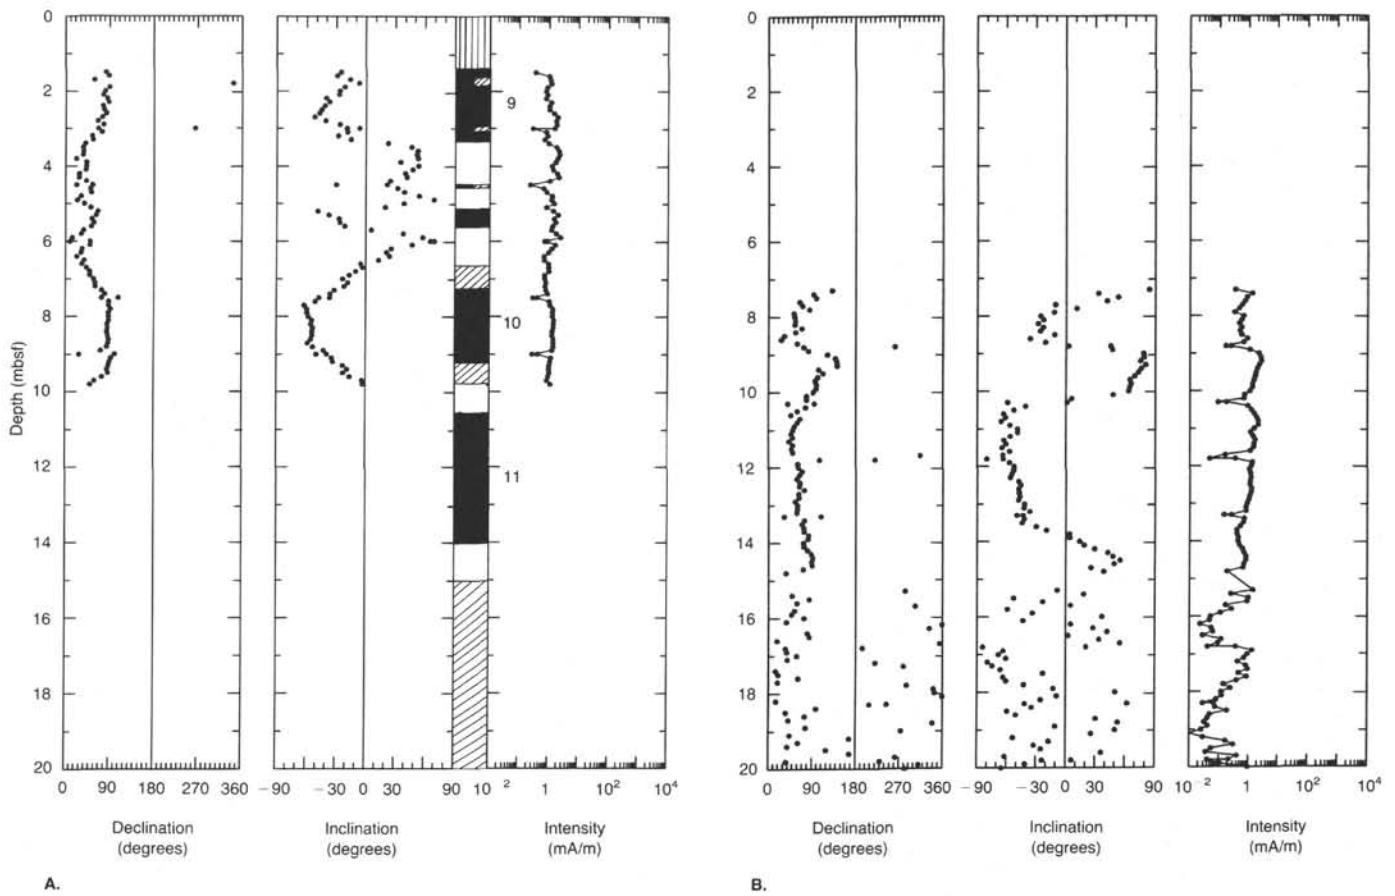 0
2
4
6
8
10
12
14
16
18
20
Depth (mbsf)
9
10
11
0 90 180 270 360
−90 −30 0 30 90
10 2 1 10² 10⁴
Declination
(degrees)
Inclination
(degrees)
Intensity
(mA/m)
A.
0
2
4
6
8
10
12
14
16
18
20
0 90 180 270 360
−90 −30 0 30 90
10⁻² 1 10² 10⁴
Declination
(degrees)
Inclination
(degrees)
Intensity
(mA/m)
B.